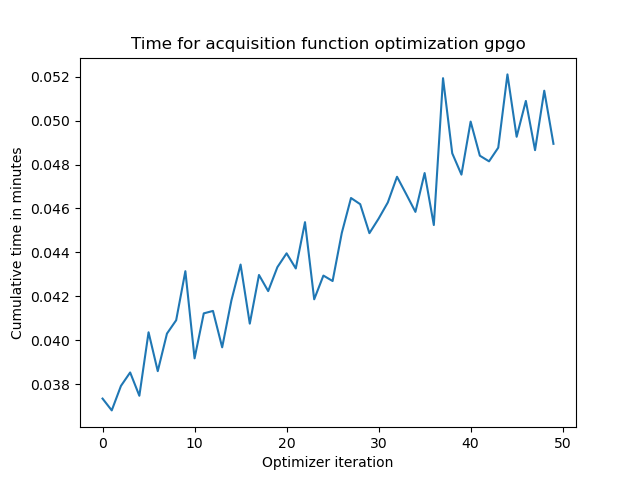 Time for acquisition function optimization gpgo
0.052
0.050
0.048
0.046
0.044
0.042
0.040
0.038
Cumulative time in minutes
0 10 20 30 40 50
Optimizer iteration